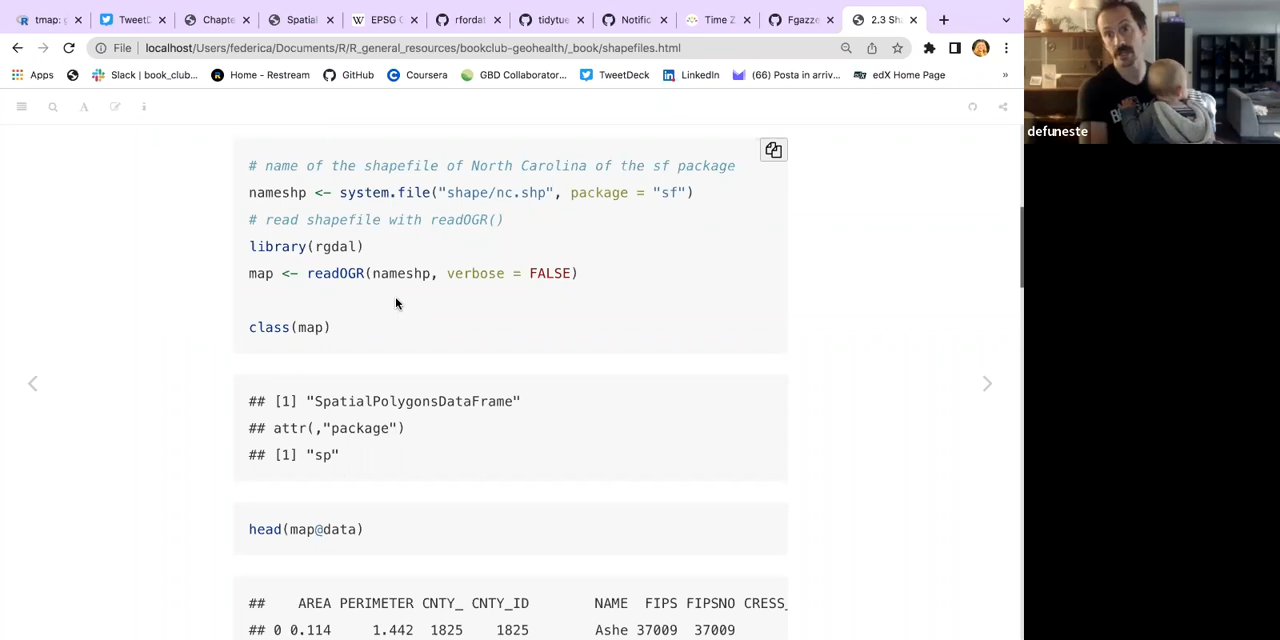 tmap: g
TweetD
Chapte
Spatial
EPSG G
rfordat
tidytue
Notific
Time Z
Fgazze
2.3 Sha
File localhost/Users/federica/Documents/R/R_general_resources/bookclub-geohealth/_book/shapefiles.html
Apps
Slack | book_club...
Home - Restream
GitHub
Coursera
GBD Collaborator...
TweetDeck
LinkedIn
(66) Posta in arriv...
edX Home Page
»
# name of the shapefile of North Carolina of the sf package
nameshp <- system.file("shape/nc.shp", package = "sf")
# read shapefile with readOGR()
library(rgdal)
map <- readOGR(nameshp, verbose = FALSE)
class(map)
## [1] "SpatialPolygonsDataFrame"
## attr(,"package")
## [1] "sp"
head(map@data)
## AREA PERIMETER CNTY_ CNTY_ID NAME FIPS FIPSNO CRESS_
## 0 0.114 1.442 1825 1825 Ashe 37009 37009
defuneste